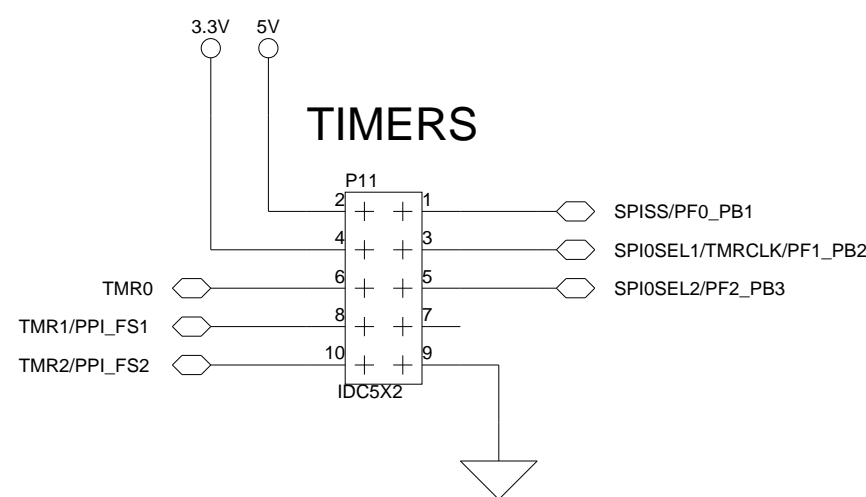 3.3V 5V
TIMERS
P11
2 1 SPISS/PF0_PB1
4 3 SPI0SEL1/TMRCLK/PF1_PB2
TMR0 6 5 SPI0SEL2/PF2_PB3
TMR1/PPI_FS1 8 7
TMR2/PPI_FS2 10 9
IDC5X2